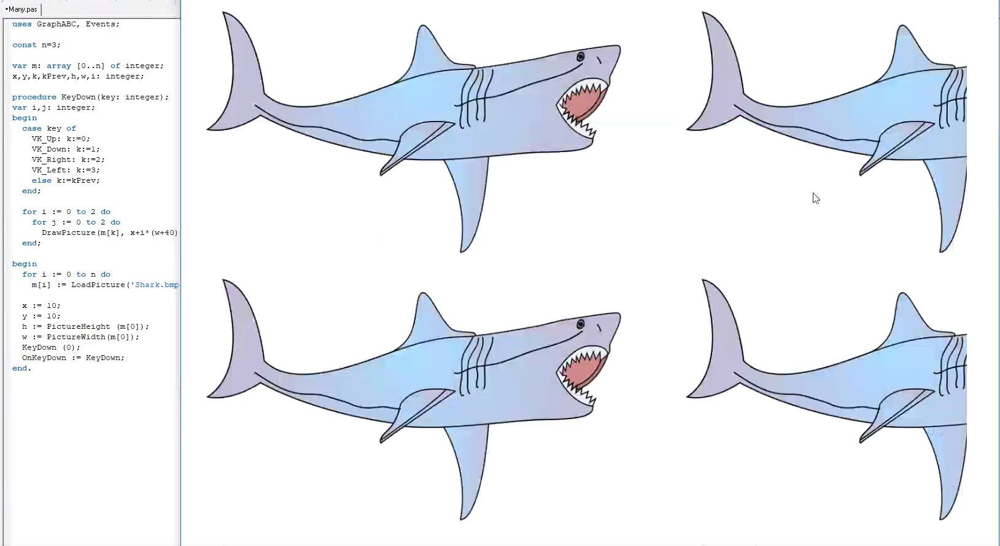 •Many.pas
uses GraphABC, Events;
const n=3;
var m: array [0..n] of integer;
x,y,k,kPrev,h,w,i: integer;
procedure KeyDown(key: integer);
var i,j: integer;
begin
case key of
VK_Up: k:=0;
VK_Down: k:=1;
VK_Right: k:=2;
VK_Left: k:=3;
else k:=kPrev;
end;
for i := 0 to 2 do
for j := 0 to 2 do
DrawPicture(m[k], x+i*(w+40)
end;
begin
for i := 0 to n do
m[i] := LoadPicture('Shark.bmp
x := 10;
y := 10;
h := PictureHeight (m[0]);
w := PictureWidth(m[0]);
KeyDown (0);
OnKeyDown := KeyDown;
end.